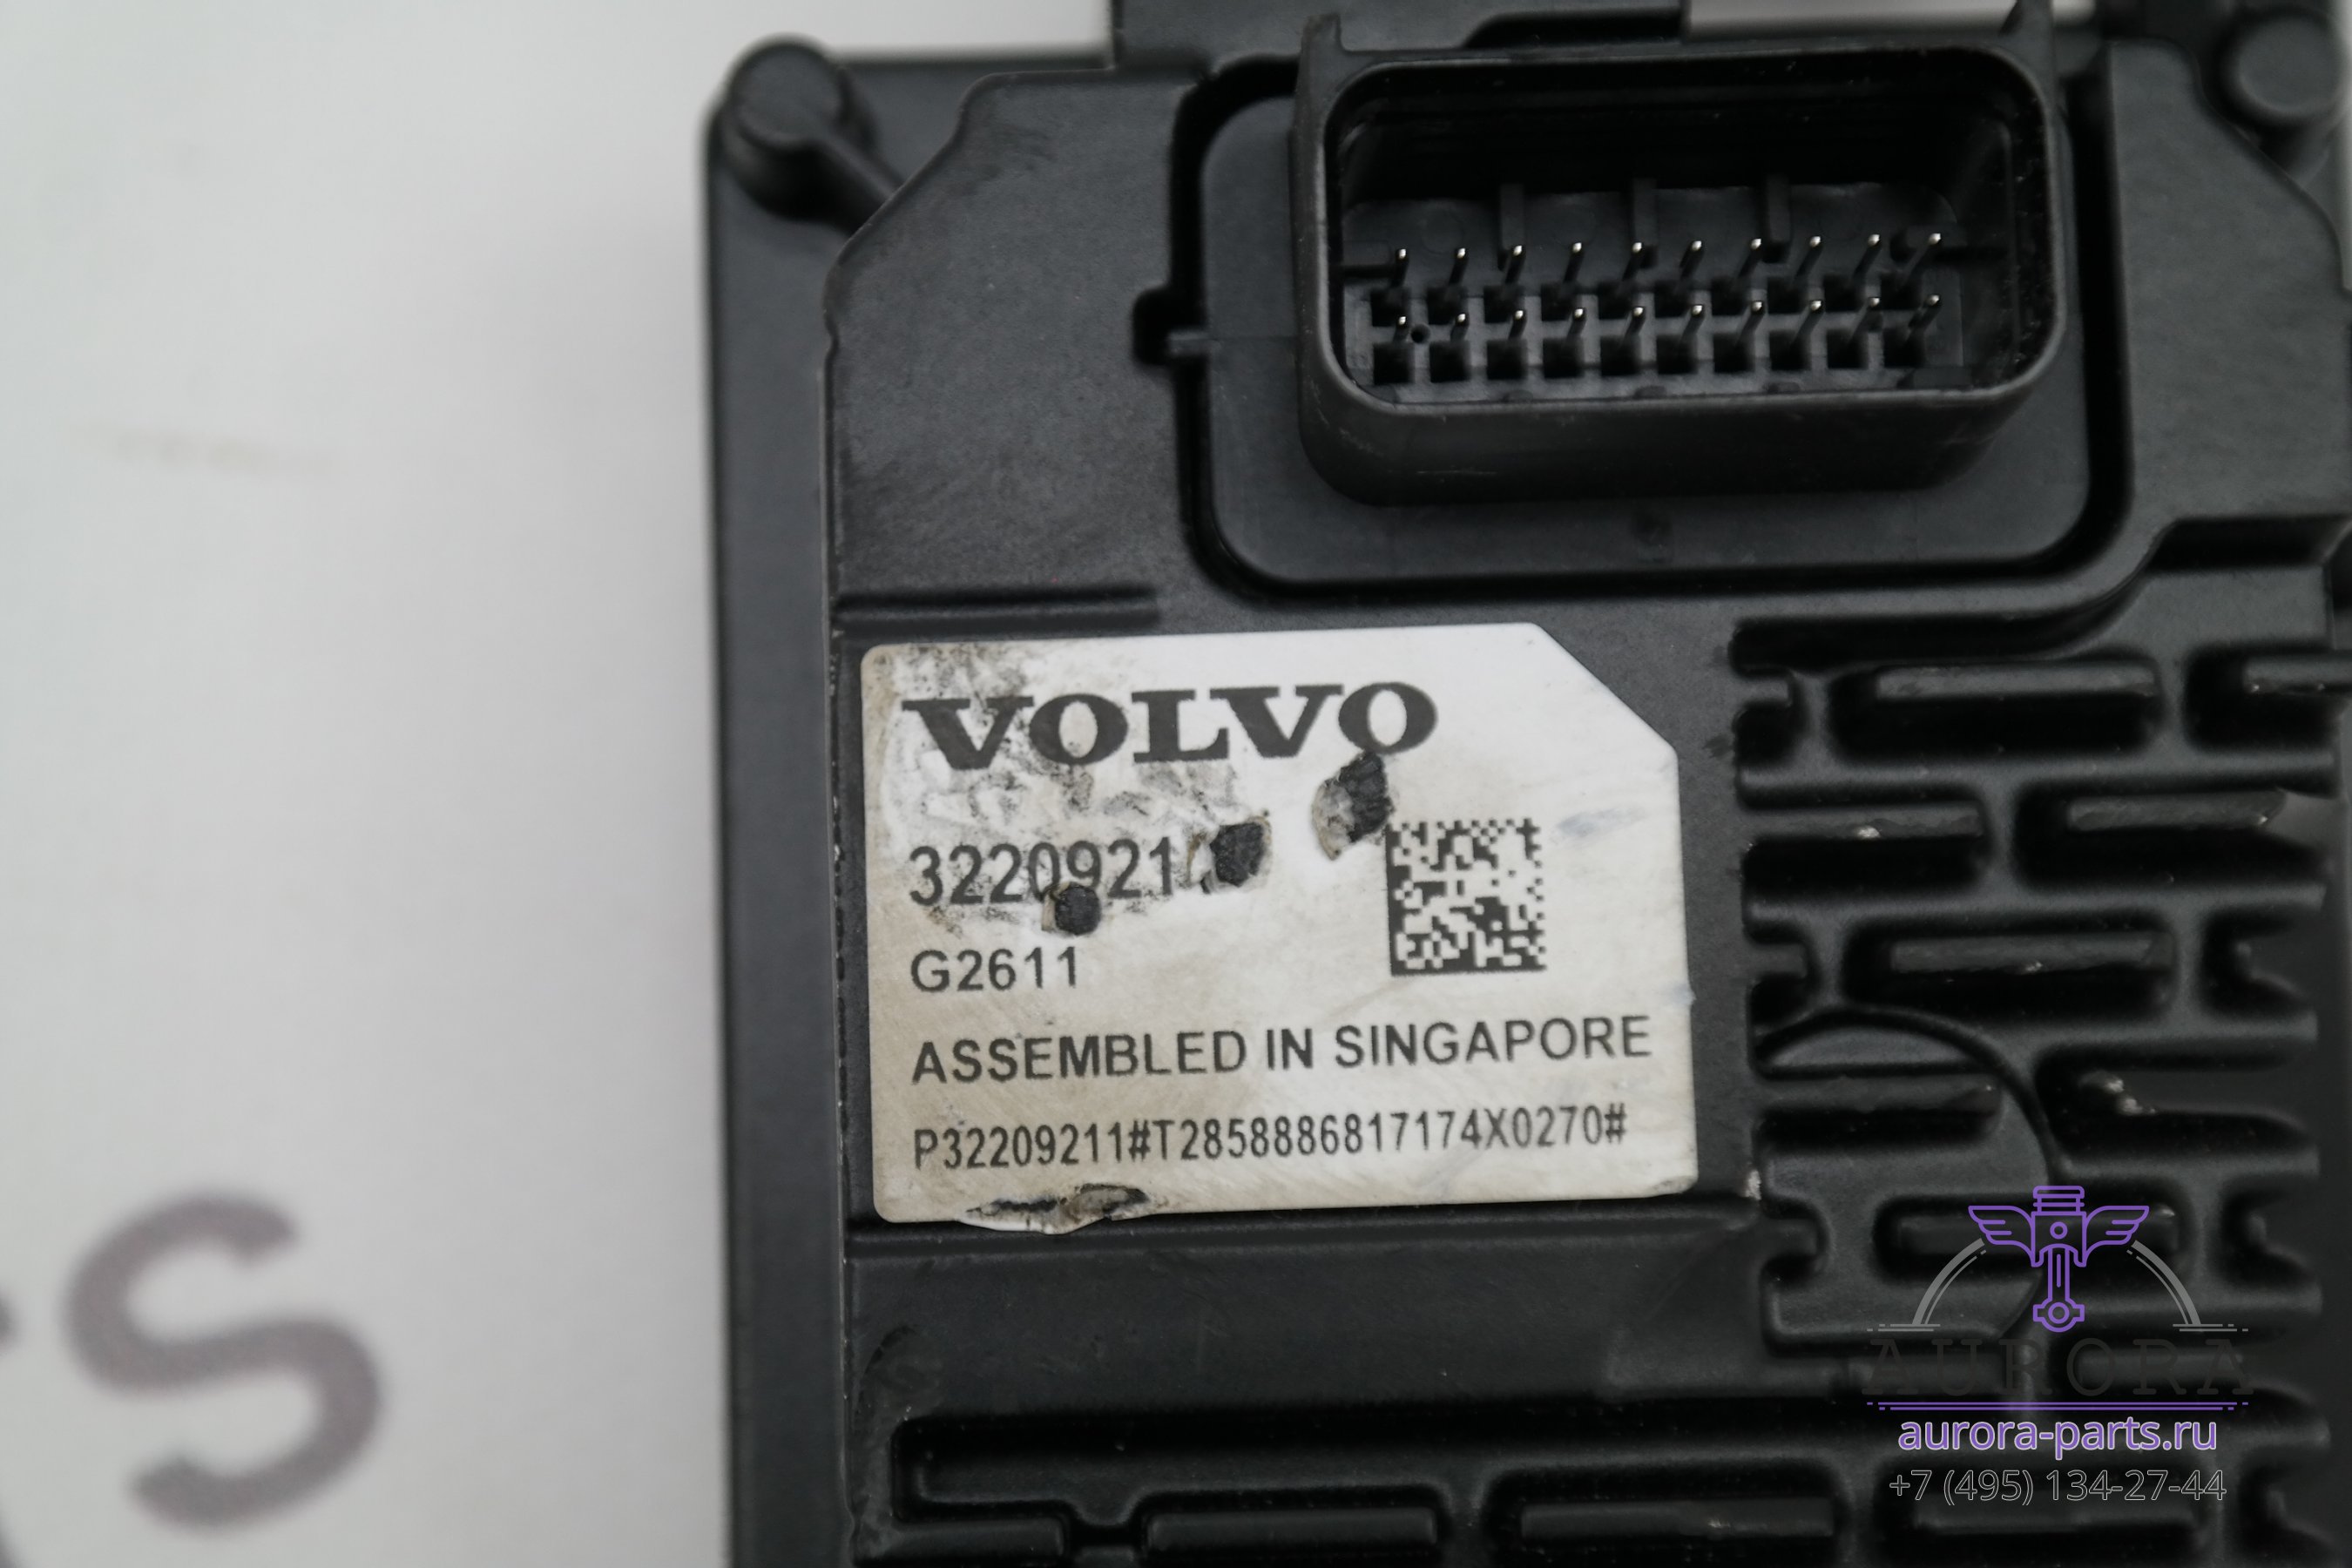 VOLVO
3220921
G2611
ASSEMBLED IN SINGAPORE
P32209211#T2858886817174X0270#
S
AURORA
aurora-parts.ru
+7 (495) 134-27-44